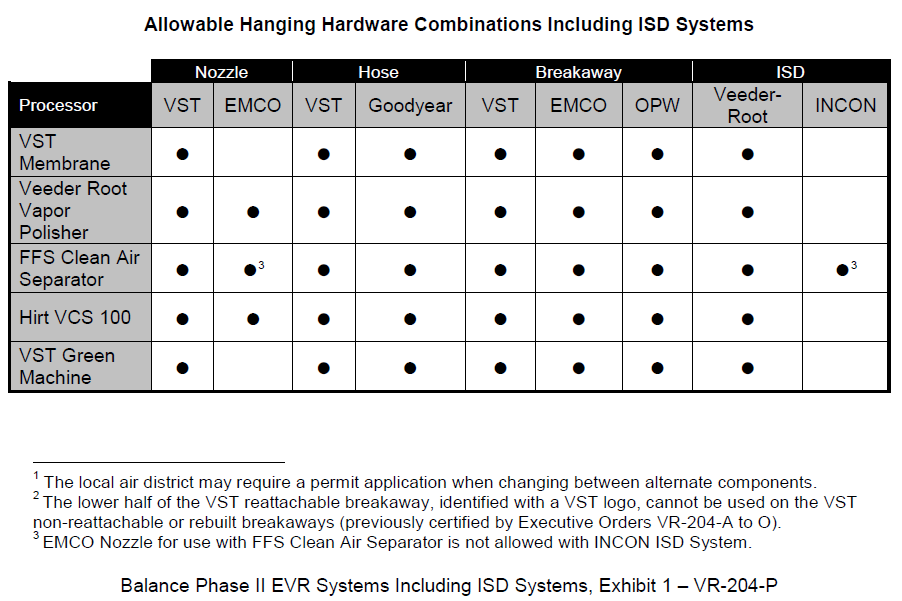 Allowable Hanging Hardware Combinations Including ISD Systems
Nozzle Hose Breakaway ISD
Processor VST EMCO VST Goodyear VST EMCO OPW Veeder-
Root INCON
VST
Membrane ● ● ● ● ● ● ●
Veeder Root
Vapor
Polisher ● ● ● ● ● ● ● ●
FFS Clean Air
Separator ● ●3 ● ● ● ● ● ● ●3
Hirt VCS 100 ● ● ● ● ● ● ● ●
VST Green
Machine ● ● ● ● ● ● ●
1 The local air district may require a permit application when changing between alternate components.
2 The lower half of the VST reattachable breakaway, identified with a VST logo, cannot be used on the VST
non-reattachable or rebuilt breakaways (previously certified by Executive Orders VR-204-A to O).
3 EMCO Nozzle for use with FFS Clean Air Separator is not allowed with INCON ISD System.
Balance Phase II EVR Systems Including ISD Systems, Exhibit 1 – VR-204-P